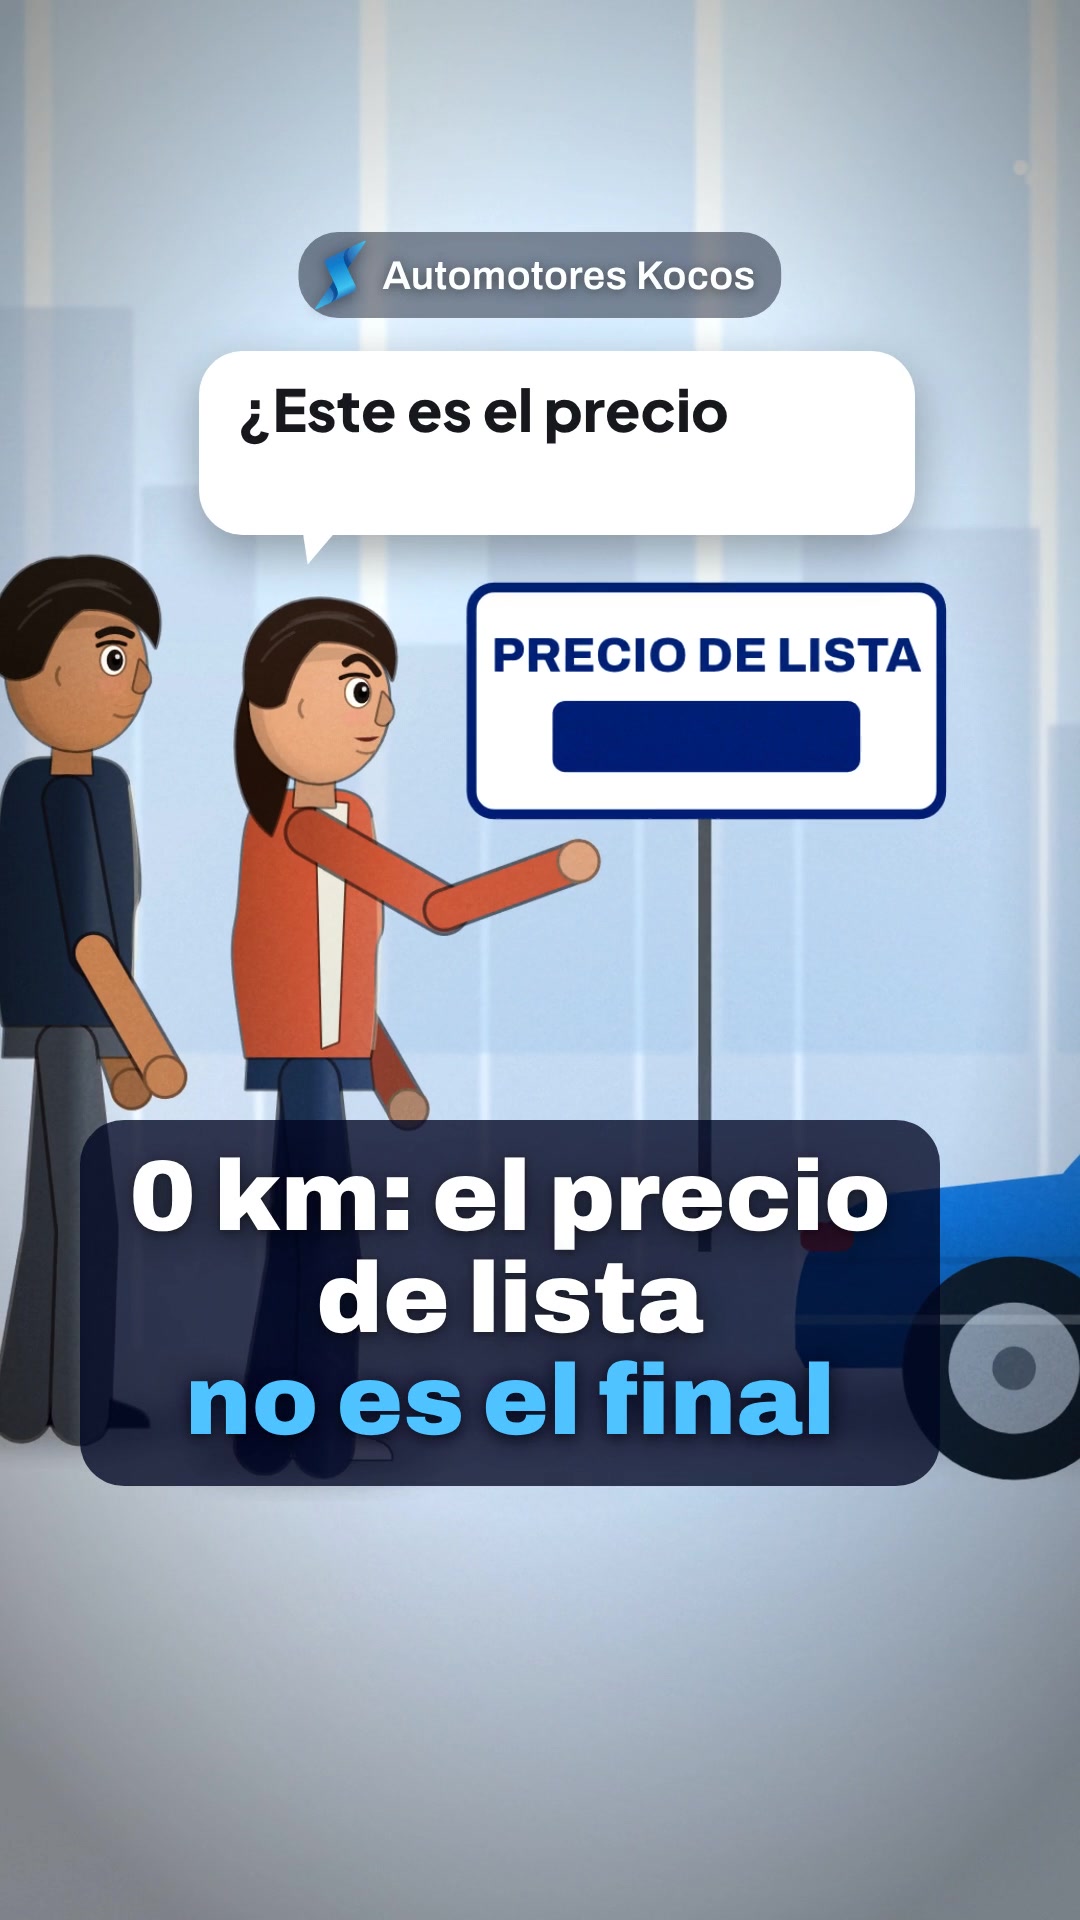 Automotores Kocos
¿Este es el precio
PRECIO DE LISTA
0 km: el precio
de lista
no es el final